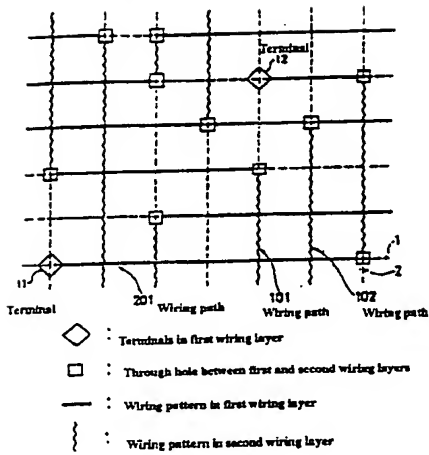 Terminal
12
1
2
11
201
101
102
Terminal
Wiring path
Wiring path
Wiring path
: Terminals in first wiring layer
: Through hole between first and second wiring layers
: Wiring pattern in first wiring layer
: Wiring pattern in second wiring layer